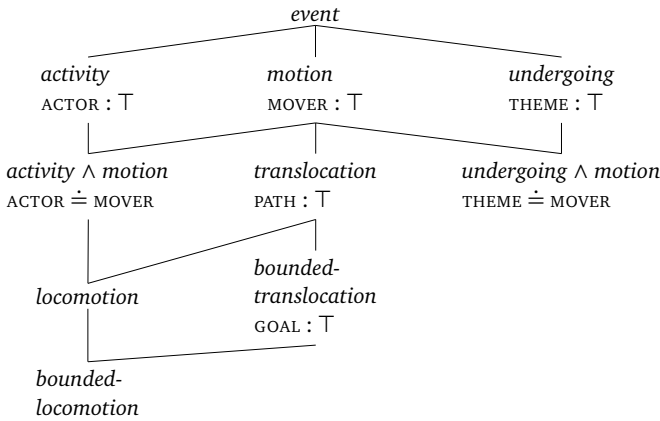 event
activity motion undergoing
ACTOR : ⊤ MOVER : ⊤ THEME : ⊤
activity ∧ motion translocation undergoing ∧ motion
ACTOR ≐ MOVER PATH : ⊤ THEME ≐ MOVER
bounded-
locomotion translocation
GOAL : ⊤
bounded-
locomotion